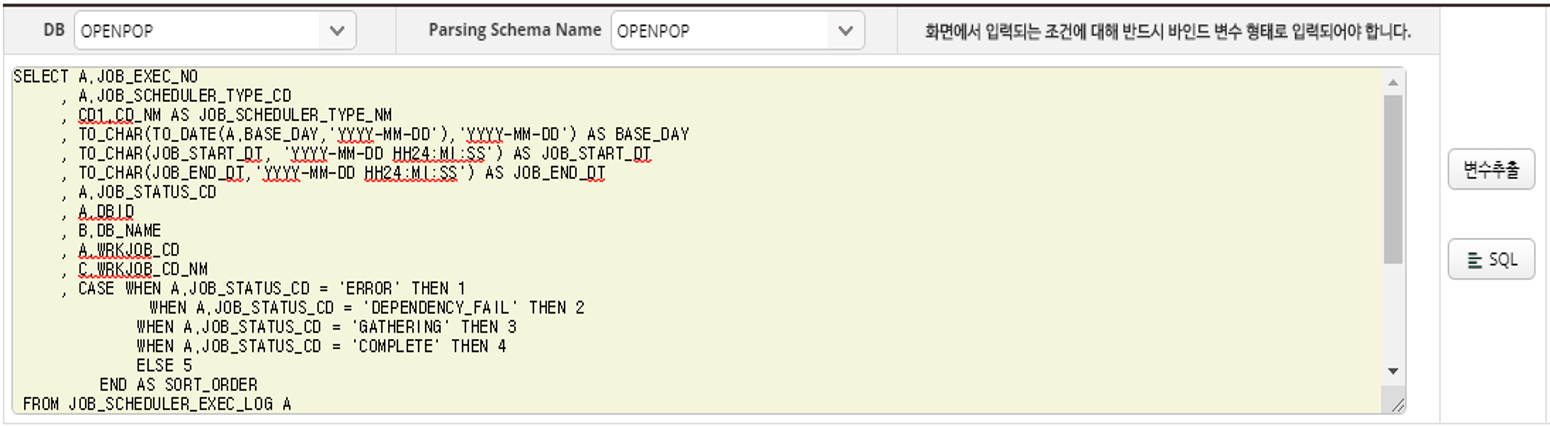 DB OPENPOP Parsing Schema Name OPENPOP 화면에서 입력되는 조건에 대해 반드시 바인드 변수 형태로 입력되어야 합니다.
SELECT A.JOB_EXEC_NO
, A.JOB_SCHEDULER_TYPE_CD
, CD1.CD_NM AS JOB_SCHEDULER_TYPE_NM
, TO_CHAR(TO_DATE(A.BASE_DAY,'YYYY-MM-DD'),'YYYY-MM-DD') AS BASE_DAY
, TO_CHAR(JOB_START_DT, 'YYYY-MM-DD HH24:MI:SS') AS JOB_START_DT
, TO_CHAR(JOB_END_DT,'YYYY-MM-DD HH24:MI:SS') AS JOB_END_DT
, A.JOB_STATUS_CD
, A.DBID
, B.DB_NAME
, A.WRKJOB_CD
, C.WRKJOB_CD_NM
, CASE WHEN A.JOB_STATUS_CD = 'ERROR' THEN 1
WHEN A.JOB_STATUS_CD = 'DEPENDENCY_FAIL' THEN 2
WHEN A.JOB_STATUS_CD = 'GATHERING' THEN 3
WHEN A.JOB_STATUS_CD = 'COMPLETE' THEN 4
ELSE 5
END AS SORT_ORDER
FROM JOB_SCHEDULER_EXEC_LOG A
변수추출
SQL